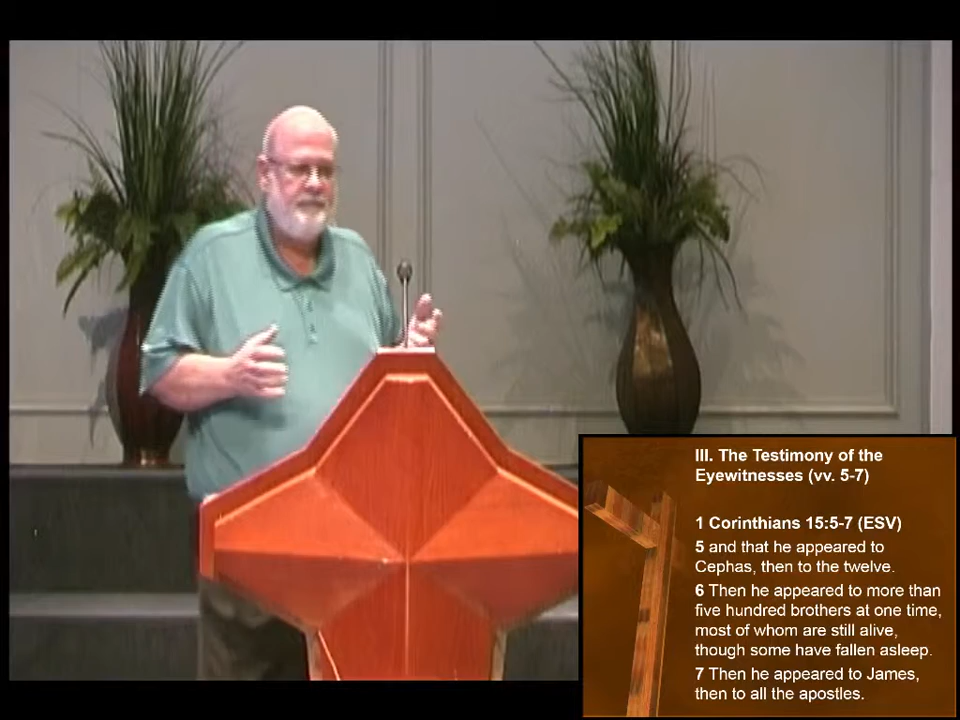 III. The Testimony of the
Eyewitnesses (vv. 5-7)
1 Corinthians 15:5-7 (ESV)
5 and that he appeared to
Cephas, then to the twelve.
6 Then he appeared to more than
five hundred brothers at one time,
most of whom are still alive,
though some have fallen asleep.
7 Then he appeared to James,
then to all the apostles.